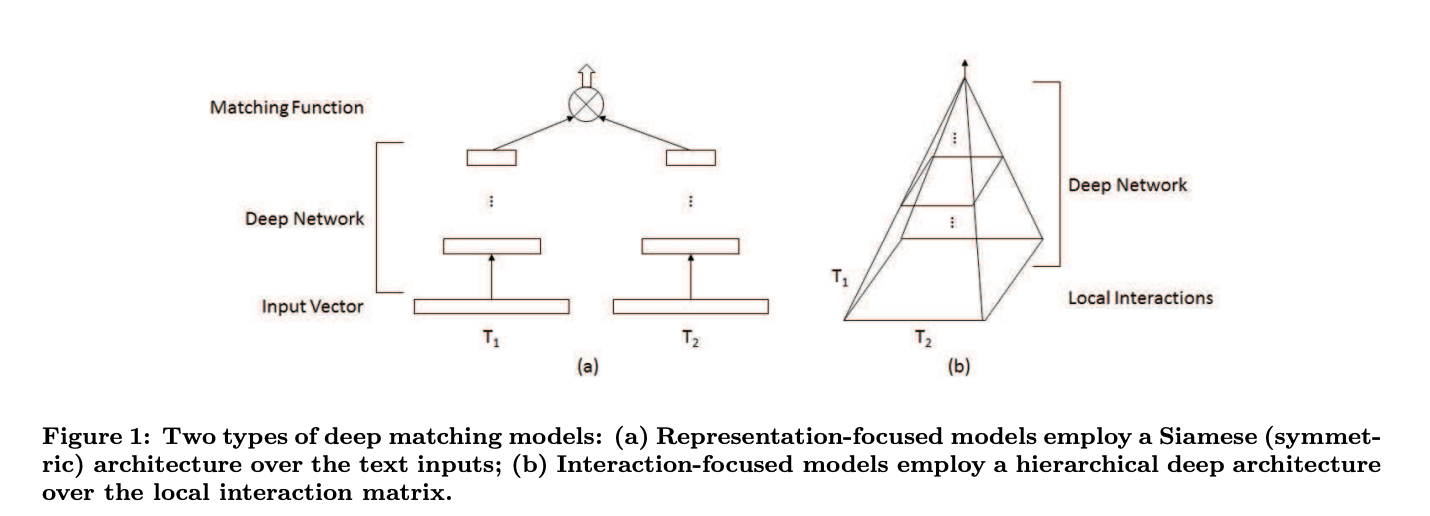 Matching Function
Deep Network
Input Vector
T1
T2
(a)
⋮
⋮
T1
T2
(b)
⋮
⋮
Deep Network
Local Interactions
Figure 1: Two types of deep matching models: (a) Representation-focused models employ a Siamese (symmet-
ric) architecture over the text inputs; (b) Interaction-focused models employ a hierarchical deep architecture
over the local interaction matrix.